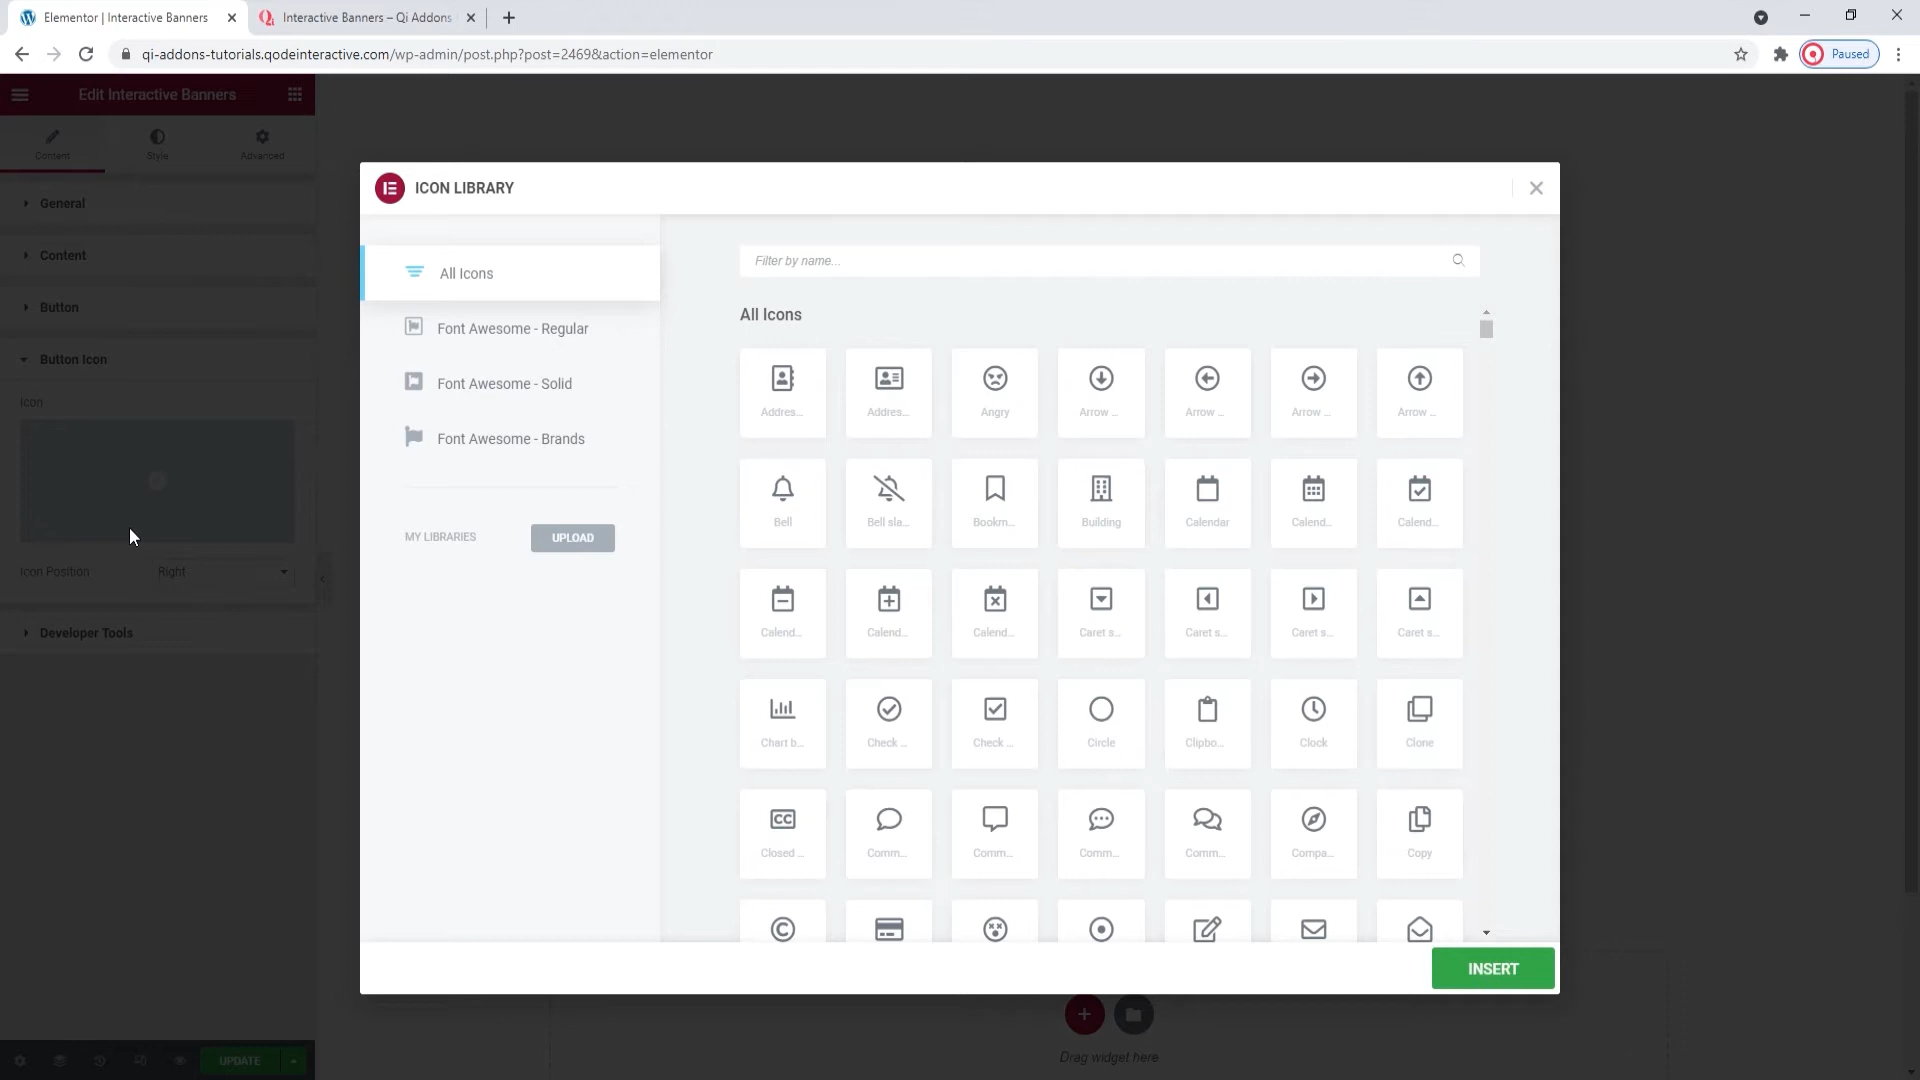 Elementor | Interactive Banners
Interactive Banners – Qi Addons
qi-addons-tutorials.qodeinteractive.com/wp-admin/post.php?post=2469&action=elementor
Paused
Edit Interactive Banners
Content
Style
Advanced
General
Content
Button
Button Icon
Icon
Icon Position
Right
Developer Tools
UPDATE
ICON LIBRARY
All Icons
Font Awesome - Regular
Font Awesome - Solid
Font Awesome - Brands
MY LIBRARIES
UPLOAD
Filter by name...
All Icons
Addres...
Addres...
Angry
Arrow ...
Arrow ...
Arrow ...
Arrow ...
Bell
Bell sla...
Bookm...
Building
Calendar
Calend...
Calend...
Calend...
Calend...
Calend...
Caret s...
Caret s...
Caret s...
Caret s...
Chart b...
Check ...
Check ...
Circle
Clipbo...
Clock
Clone
CC
Closed ...
Comm...
Comm...
Comm...
Comm...
Compa...
Copy
INSERT
Drag widget here